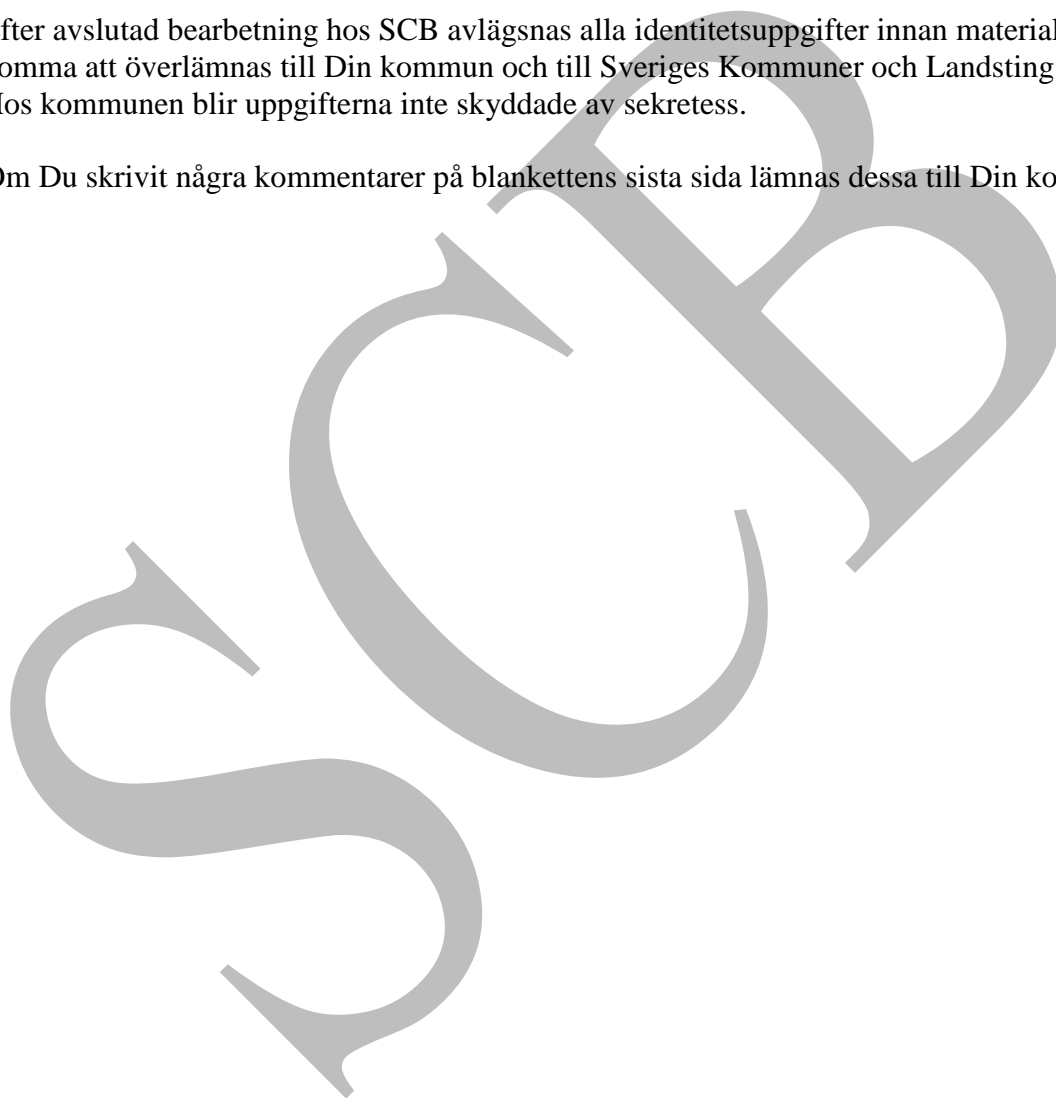 fter avslutad bearbetning hos SCB avlägsnas alla identitetsuppgifter innan material
omma att överlämnas till Din kommun och till Sveriges Kommuner och Landsting
os kommunen blir uppgifterna inte skyddade av sekretess.
m Du skrivit några kommentarer på blankettens sista sida lämnas dessa till Din ko
SCB